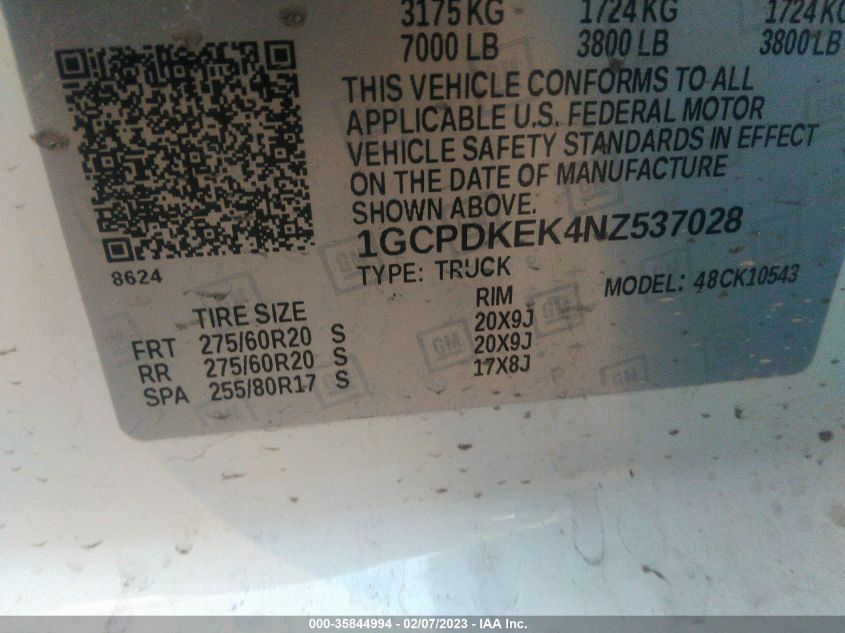 3175 KG 1724 KG 1724 K
7000 LB 3800 LB 3800 LB
THIS VEHICLE CONFORMS TO ALL
APPLICABLE U.S. FEDERAL MOTOR
VEHICLE SAFETY STANDARDS IN EFFECT
ON THE DATE OF MANUFACTURE
SHOWN ABOVE.
1GCPDKEK4NZ537028
8624
TYPE: TRUCK MODEL: 48CK10543
TIRE SIZE RIM
FRT 275/60R20 S 20X9J
RR 275/60R20 S 20X9J
SPA 255/80R17 S 17X8J
GM
000-35844994 - 02/07/2023 - IAA Inc.